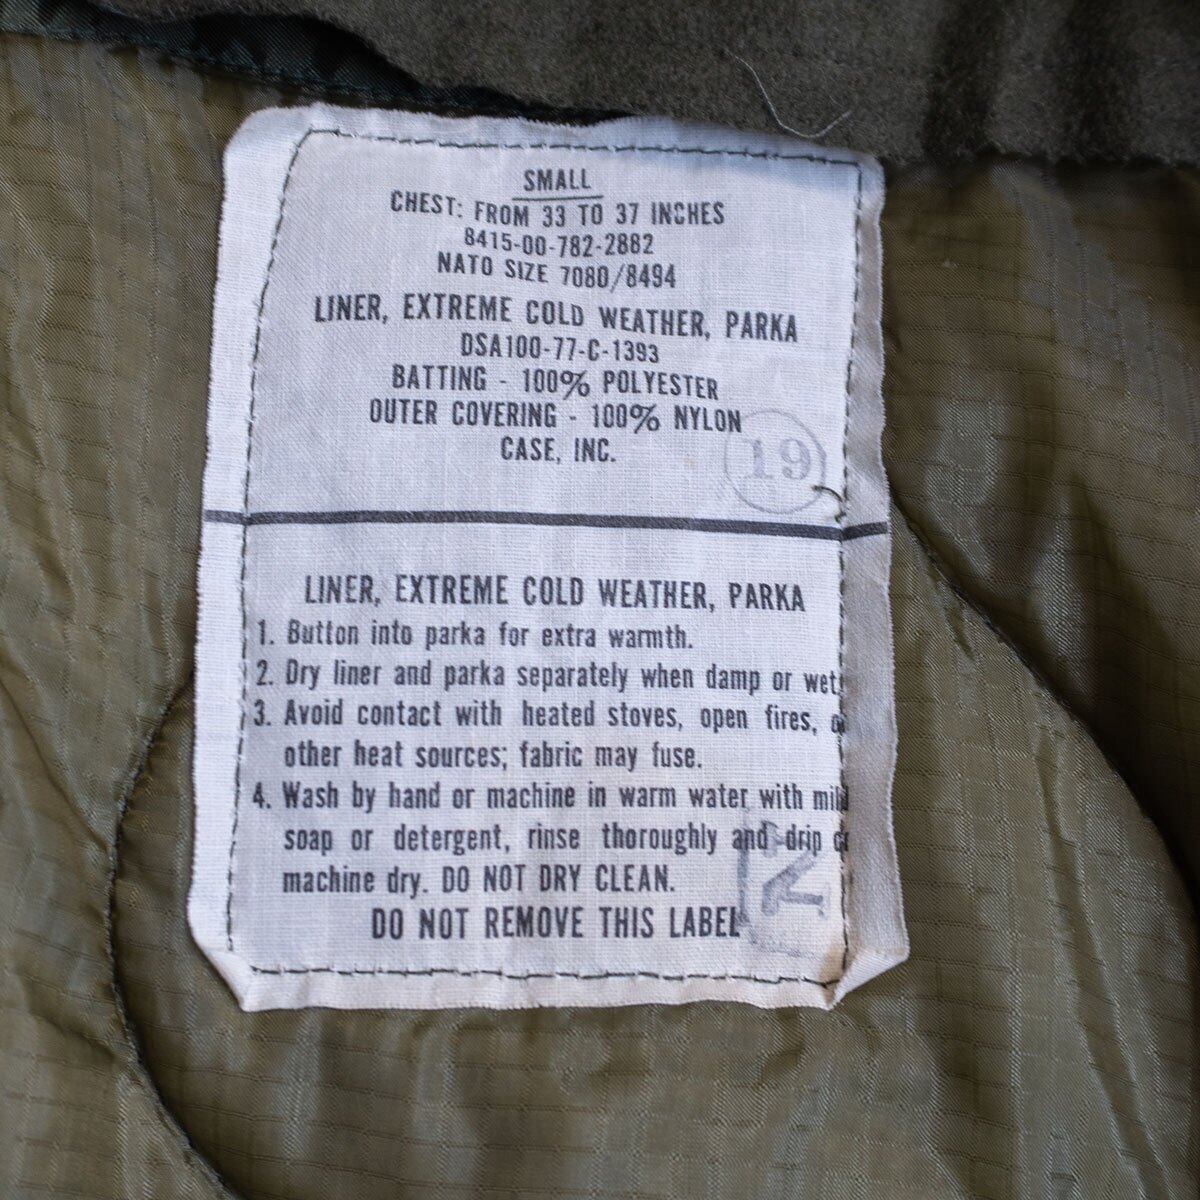 SMALL
CHEST: FROM 33 TO 37 INCHES
8415-00-782-2882
NATO SIZE 7080/8494
LINER, EXTREME COLD WEATHER, PARKA
DSA100-77-C-1393
BATTING - 100% POLYESTER
OUTER COVERING - 100% NYLON
CASE, INC.
19
LINER, EXTREME COLD WEATHER, PARKA
1. Button into parka for extra warmth.
2. Dry liner and parka separately when damp or wet.
3. Avoid contact with heated stoves, open fires,
other heat sources; fabric may fuse.
4. Wash by hand or machine in warm water with mild
soap or detergent, rinse thoroughly and drip
machine dry. DO NOT DRY CLEAN.
DO NOT REMOVE THIS LABEL